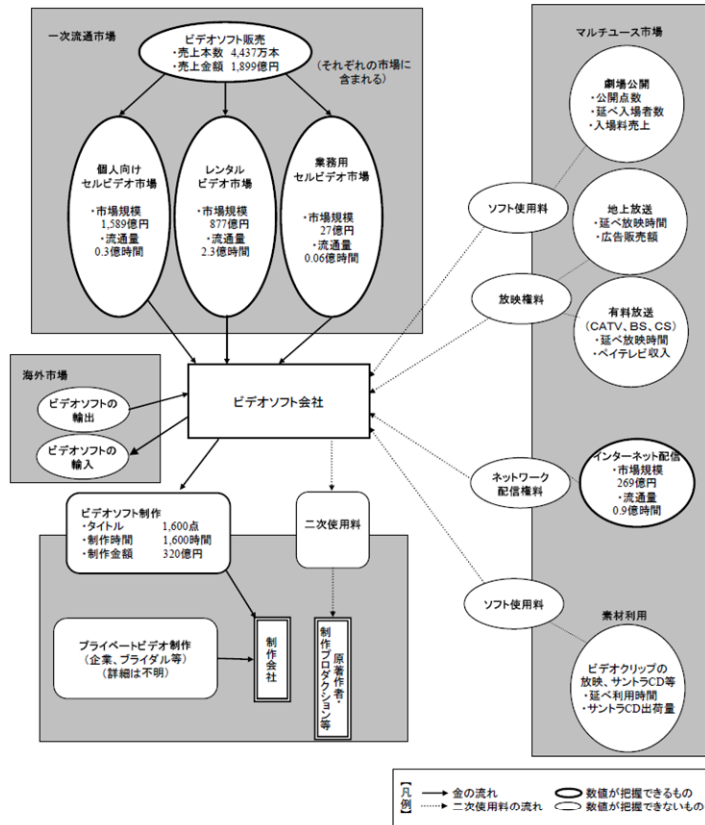 一次流通市場
ビデオソフト販売
・売上本数 4,437万本
・売上金額 1,899億円
(それぞれの市場に
含まれる)
個人向け
セルビデオ市場
・市場規模
1,589億円
・流通量
0.3億時間
レンタル
ビデオ市場
・市場規模
877億円
・流通量
2.3億時間
業務用
セルビデオ市場
・市場規模
27億円
・流通量
0.06億時間
マルチユース市場
劇場公開
・公開点数
・延べ入場者数
・入場料売上
ソフト使用料
地上放送
・延べ放映時間
・広告販売額
放映権料
有料放送
(CATV、BS、CS)
・延べ放映時間
・ペイテレビ収入
海外市場
ビデオソフトの
輸出
ビデオソフトの
輸入
ビデオソフト会社
ネットワーク
配信権料
インターネット配信
・市場規模
269億円
・流通量
0.9億時間
ビデオソフト制作
・タイトル 1,600点
・制作時間 1,600時間
・制作金額 320億円
二次使用料
ソフト使用料
素材利用
ビデオクリップの
放映、サントラCD等
・延べ利用時間
・サントラCD出荷量
プライベートビデオ制作
(企業、ブライダル等)
(詳細は不明)
制作会社
原著作者・
制作プロダクション等
【凡例】
金の流れ
数値が把握できるもの
二次使用料の流れ
数値が把握できないもの